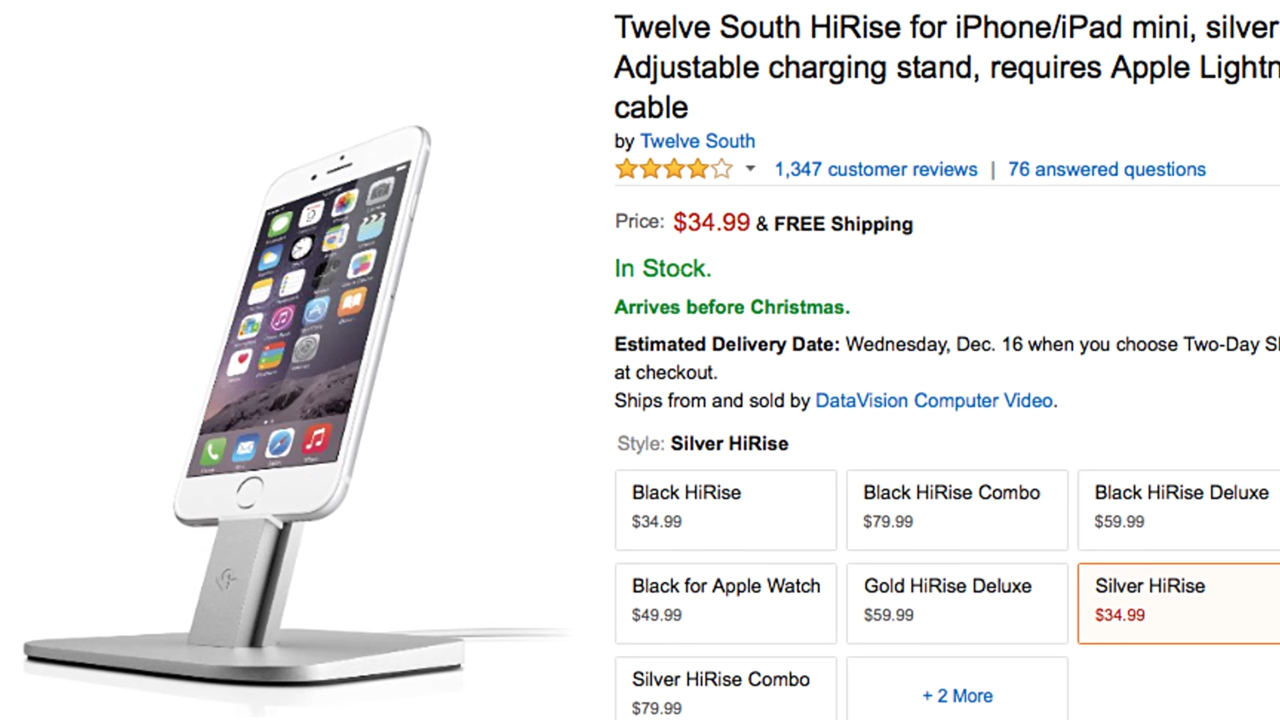 Twelve South HiRise for iPhone/iPad mini, silver
Adjustable charging stand, requires Apple Lightn
cable
by Twelve South
1,347 customer reviews | 76 answered questions
Price: $34.99 & FREE Shipping
In Stock.
Arrives before Christmas.
Estimated Delivery Date: Wednesday, Dec. 16 when you choose Two-Day S
at checkout.
Ships from and sold by DataVision Computer Video.
Style: Silver HiRise
Black HiRise
$34.99
Black HiRise Combo
$79.99
Black HiRise Deluxe
$59.99
Black for Apple Watch
$49.99
Gold HiRise Deluxe
$59.99
Silver HiRise
$34.99
Silver HiRise Combo
$79.99
+ 2 More